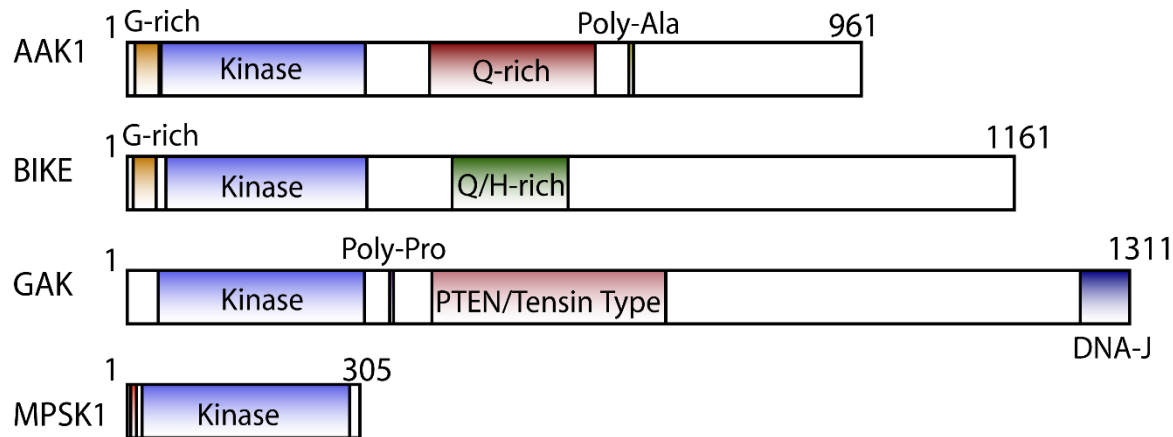 1 G-rich Poly-Ala 961
AAK1 Kinase Q-rich
1 G-rich 1161
BIKE Kinase Q/H-rich
1 Poly-Pro 1311
GAK Kinase PTEN/Tensin Type
DNA-J
1 305
MPSK1 Kinase